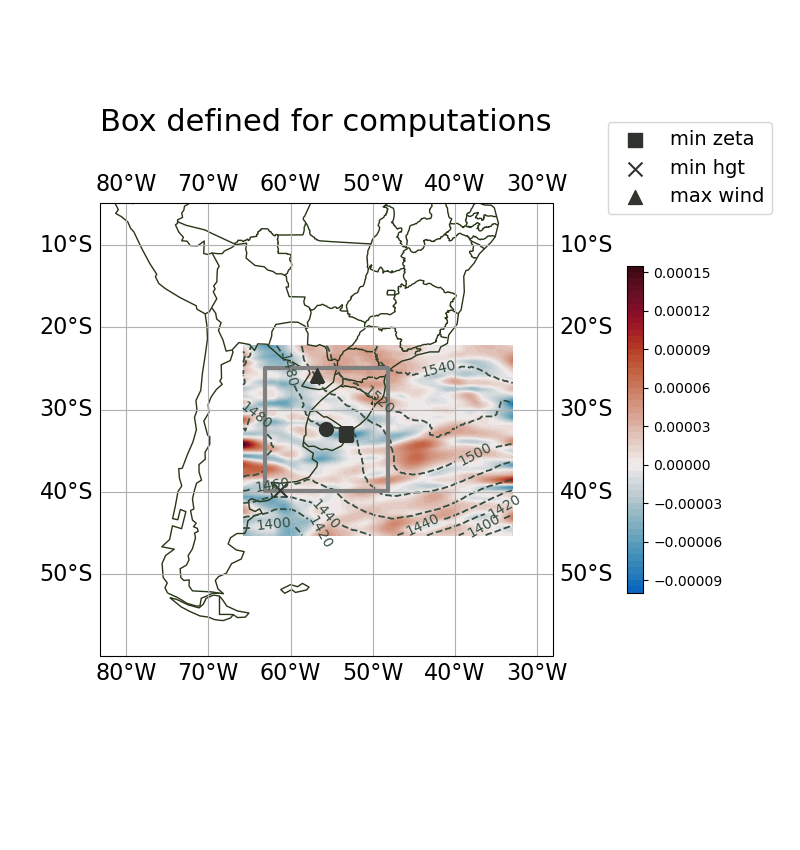 Box defined for computations
min zeta
min hgt
max wind
80°W 70°W 60°W 50°W 40°W 30°W
10°S 10°S
20°S 20°S
30°S 30°S
40°S 40°S
50°S 50°S
80°W 70°W 60°W 50°W 40°W 30°W
1480
1540
1480
1500
1460
1440
1420
1400
1440
1420
1400
0.00015
0.00012
0.00009
0.00006
0.00003
0.00000
−0.00003
−0.00006
−0.00009